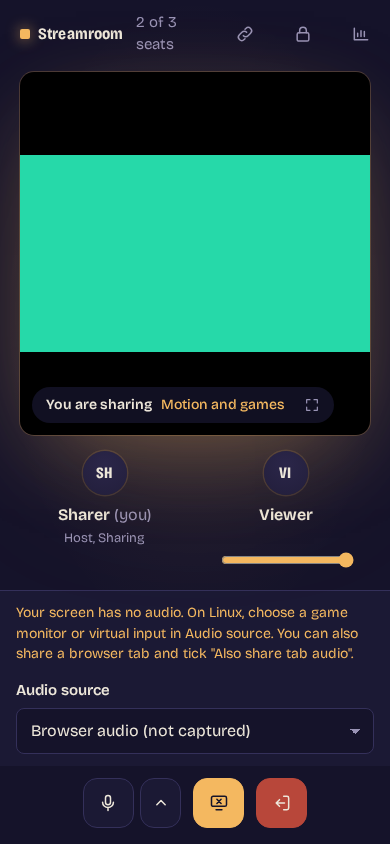 Streamroom
2 of 3
seats
You are sharing Motion and games
SH
VI
Sharer (you)
Viewer
Host, Sharing
Your screen has no audio. On Linux, choose a game
monitor or virtual input in Audio source. You can also
share a browser tab and tick "Also share tab audio".
Audio source
Browser audio (not captured)